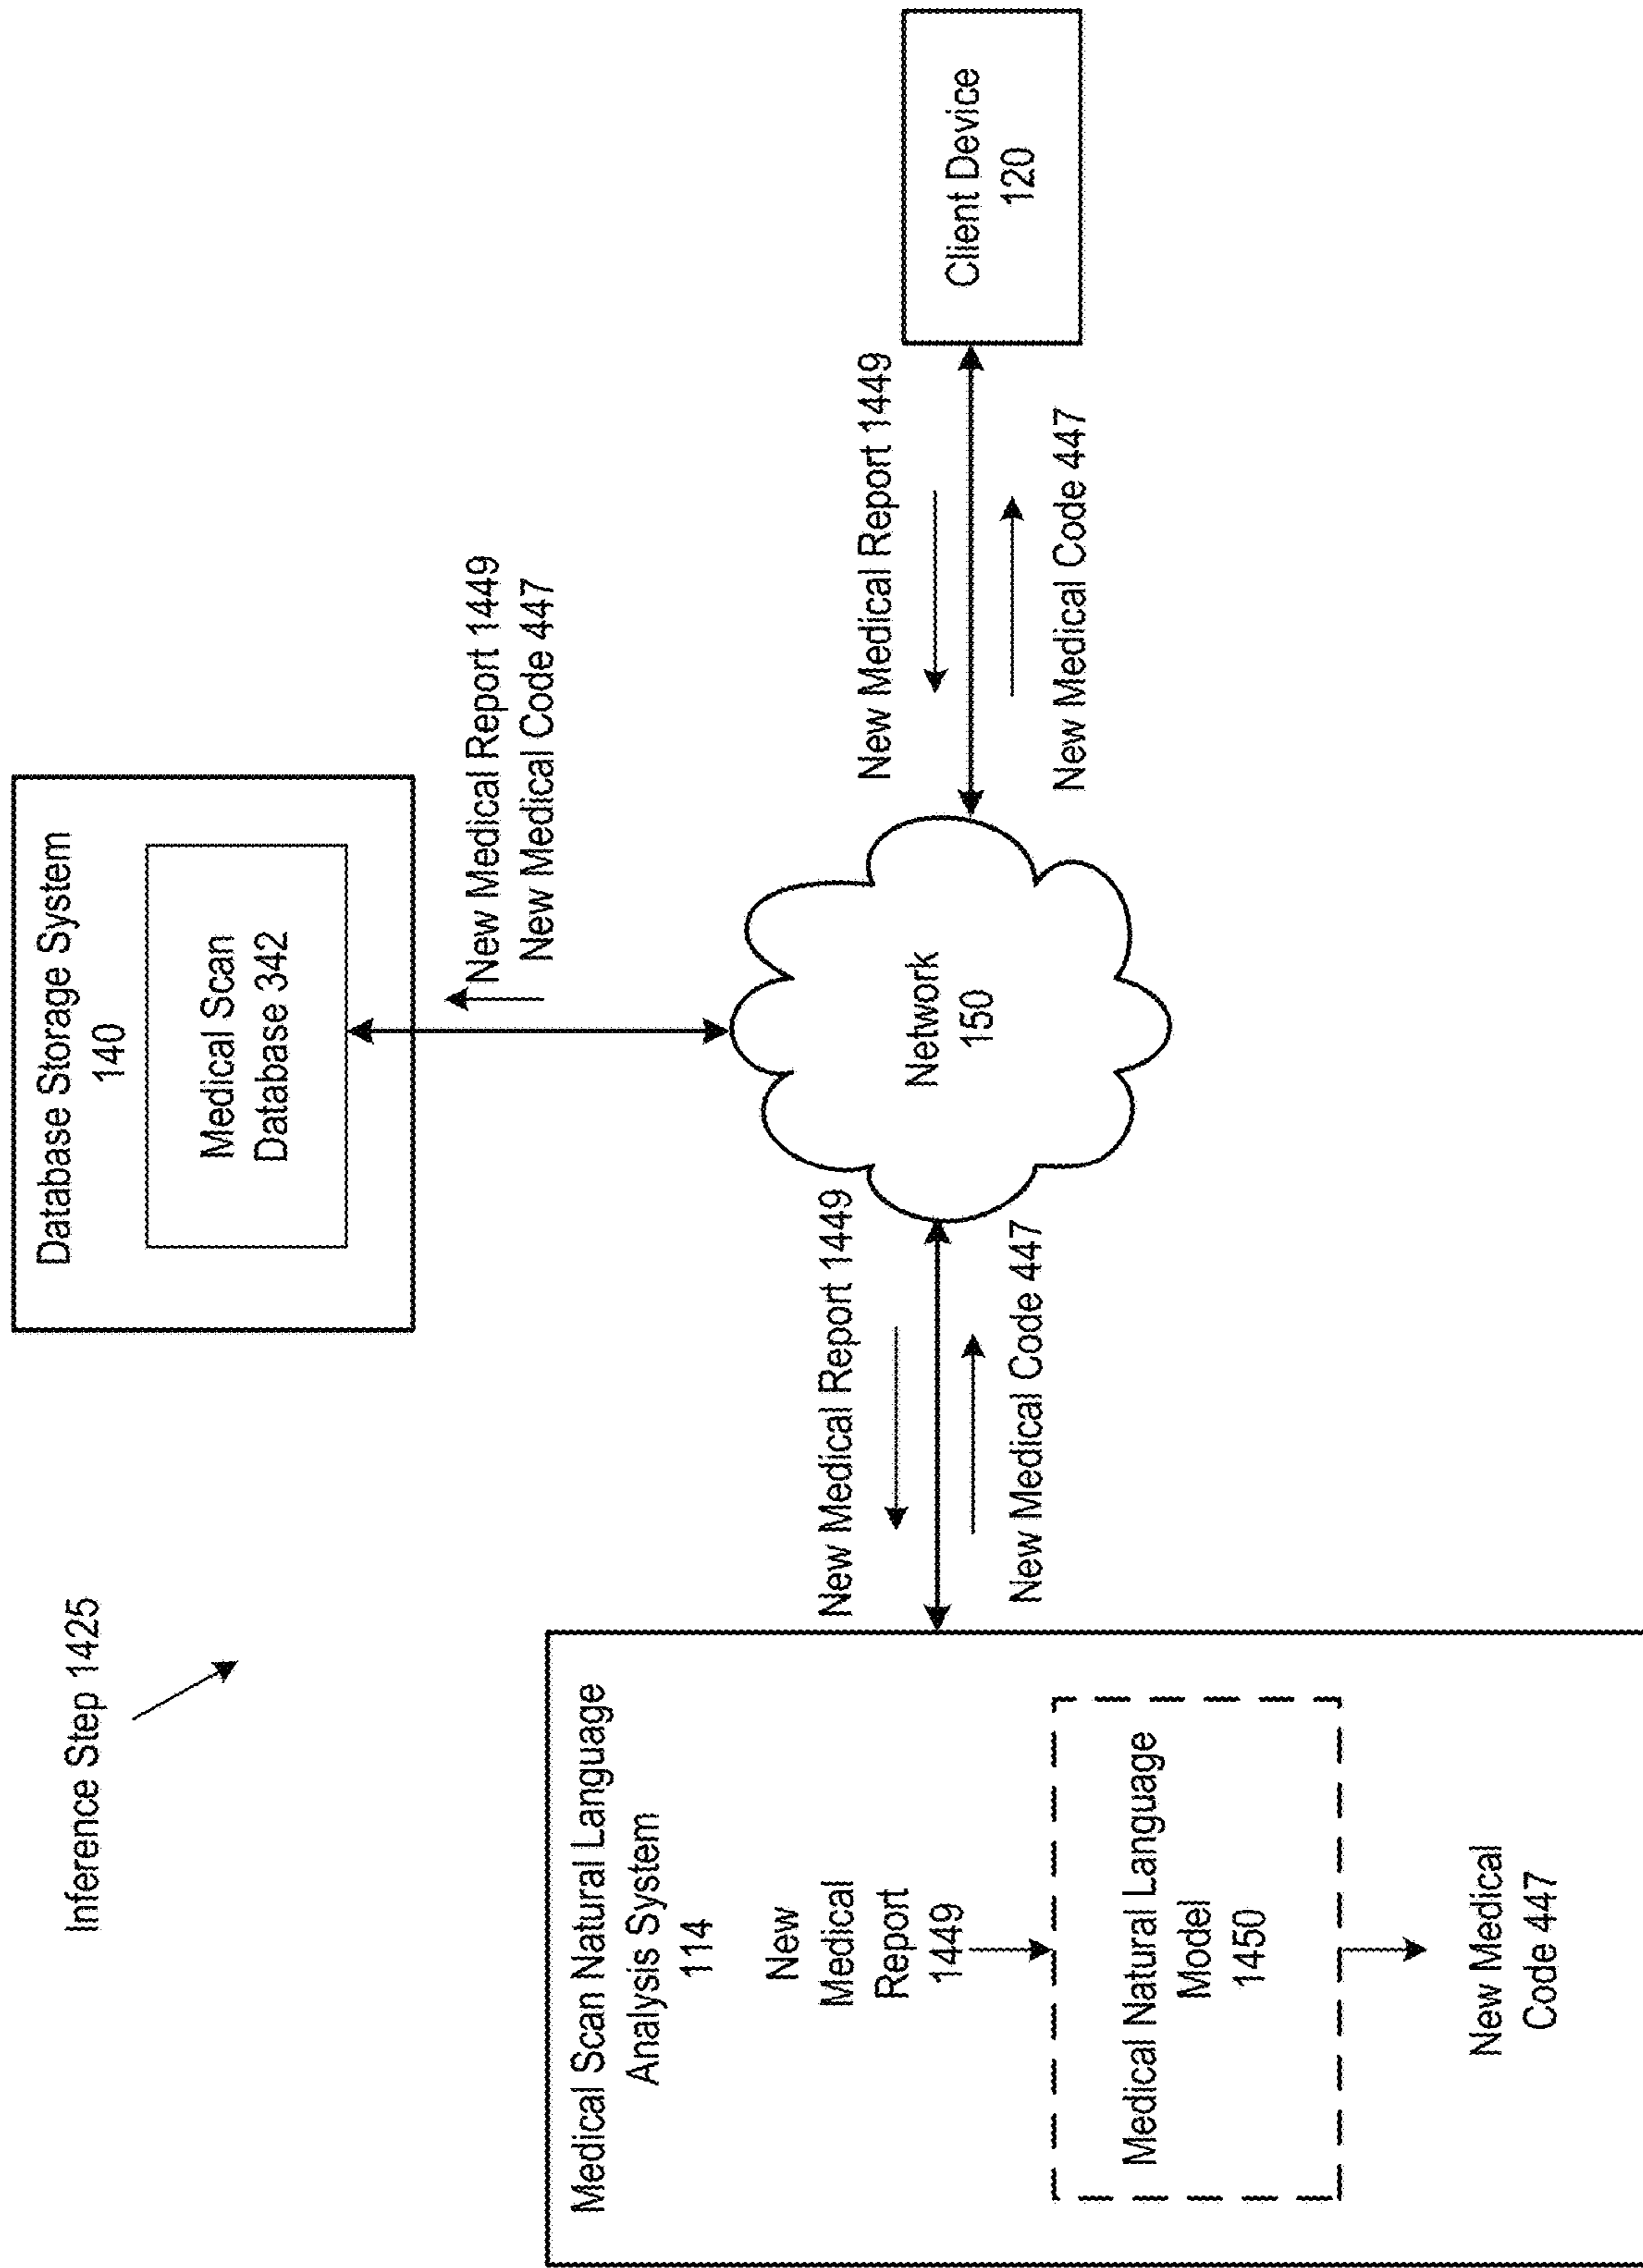 Inference Step 1425
Database Storage System
140
Medical Scan
Database 342
New Medical Report 1449
New Medical Code 447
Medical Scan Natural Language
Analysis System
114
New
Medical
Report
1449
Medical Natural Language
Model
1450
New Medical
Code 447
New Medical Report 1449
New Medical Code 447
Network
150
New Medical Report 1449
New Medical Code 447
Client Device
120